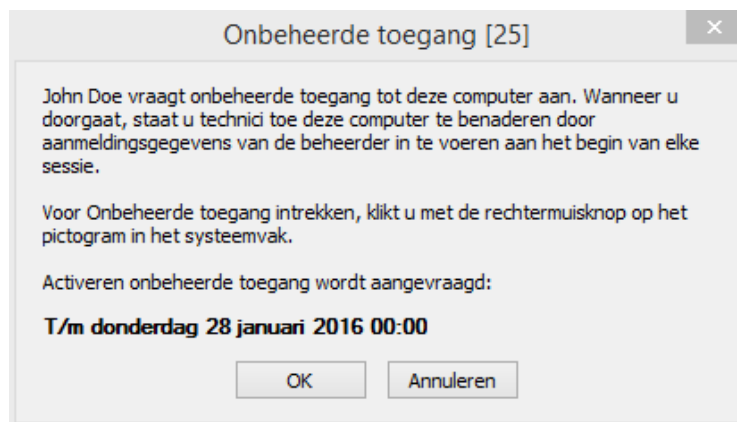 Onbeheerde toegang [25]
John Doe vraagt onbeheerde toegang tot deze computer aan. Wanneer u
doorgaat, staat u technici toe deze computer te benaderen door
aanmeldingsgegevens van de beheerder in te voeren aan het begin van elke
sessie.
Voor Onbeheerde toegang intrekken, klikt u met de rechtermuisknop op het
pictogram in het systeemvak.
Activeren onbeheerde toegang wordt aangevraagd:
T/m donderdag 28 januari 2016 00:00
OK Annuleren